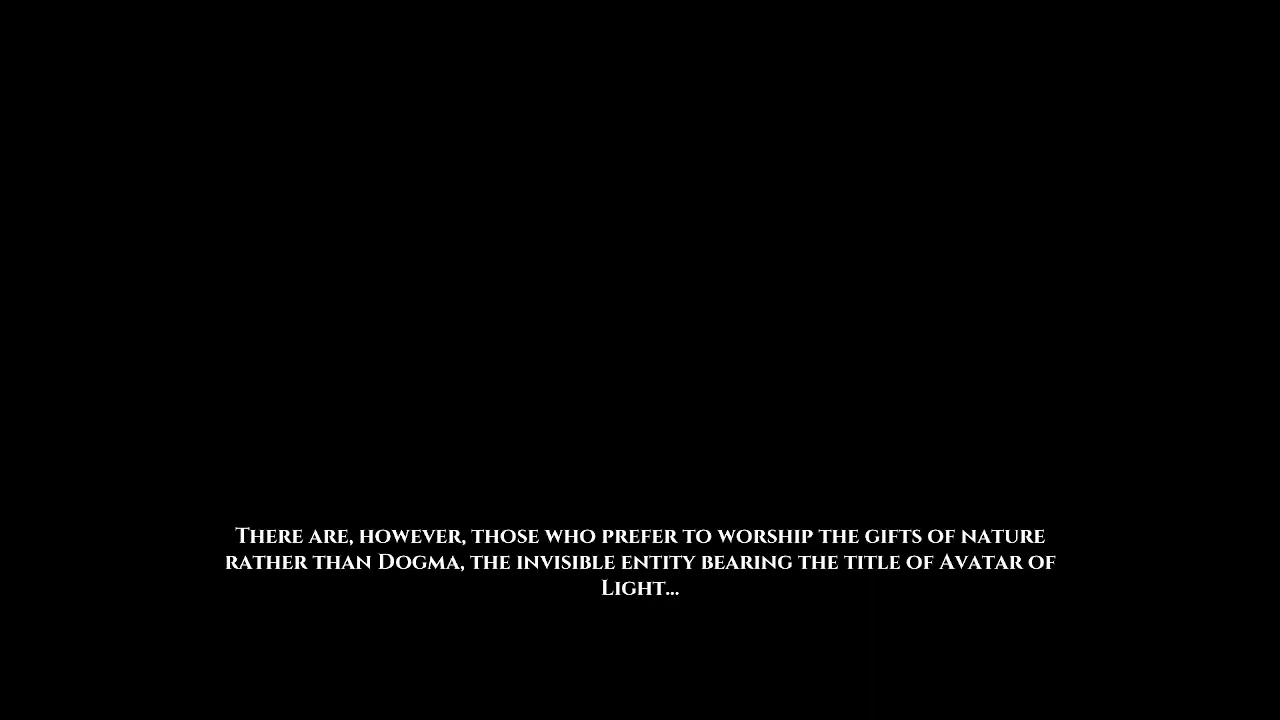 There are, however, those who prefer to worship the gifts of nature
rather than Dogma, the invisible entity bearing the title of Avatar of
Light...